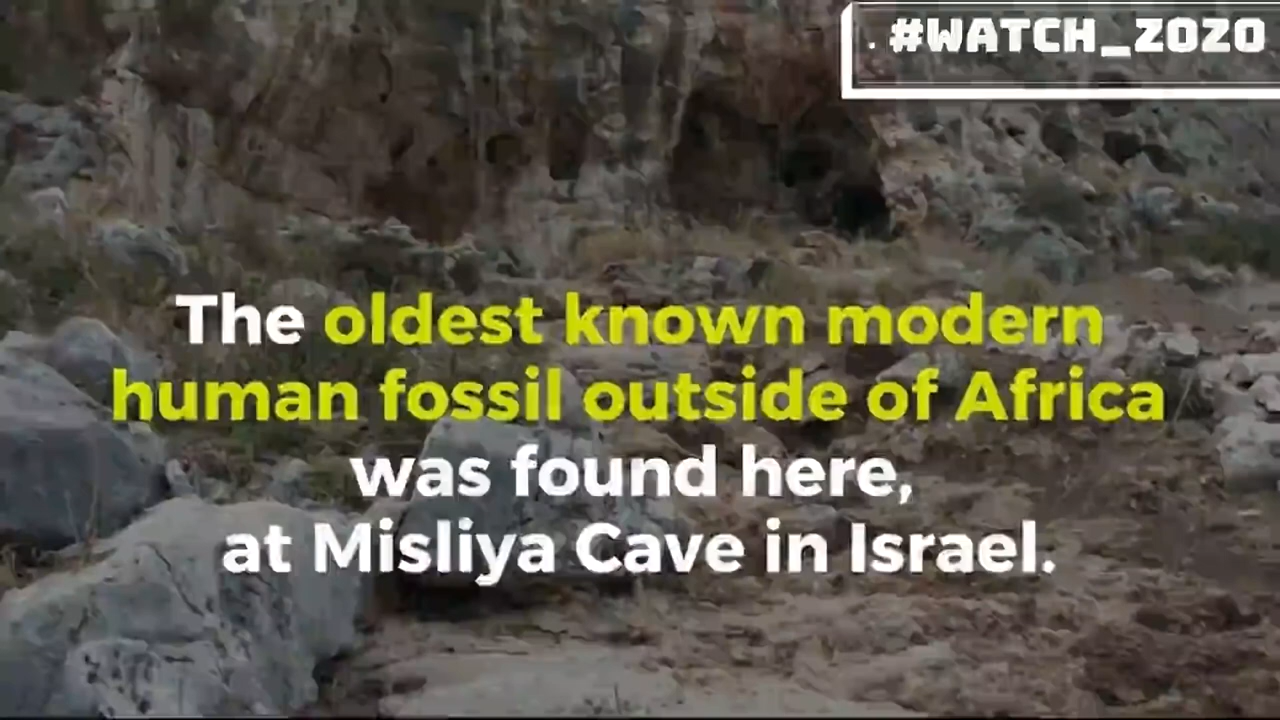 #WATCH_ZOZO
The oldest known modern
human fossil outside of Africa
was found here,
at Misliya Cave in Israel.